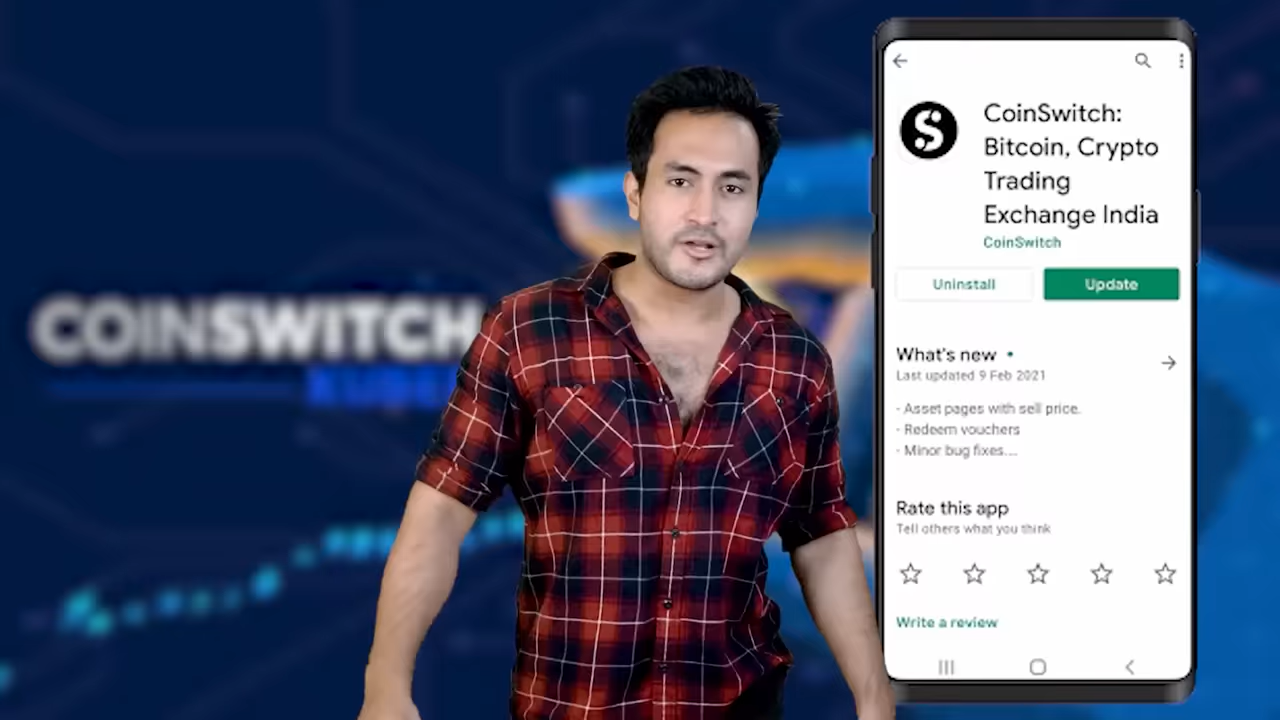 COINSWITCH
KUBE
CoinSwitch:
Bitcoin, Crypto
Trading
Exchange India
CoinSwitch
Uninstall
Update
What's new
Last updated 9 Feb 2021
- Asset pages with sell price.
- Redeem vouchers
- Minor bug fixes....
Rate this app
Tell others what you think
Write a review